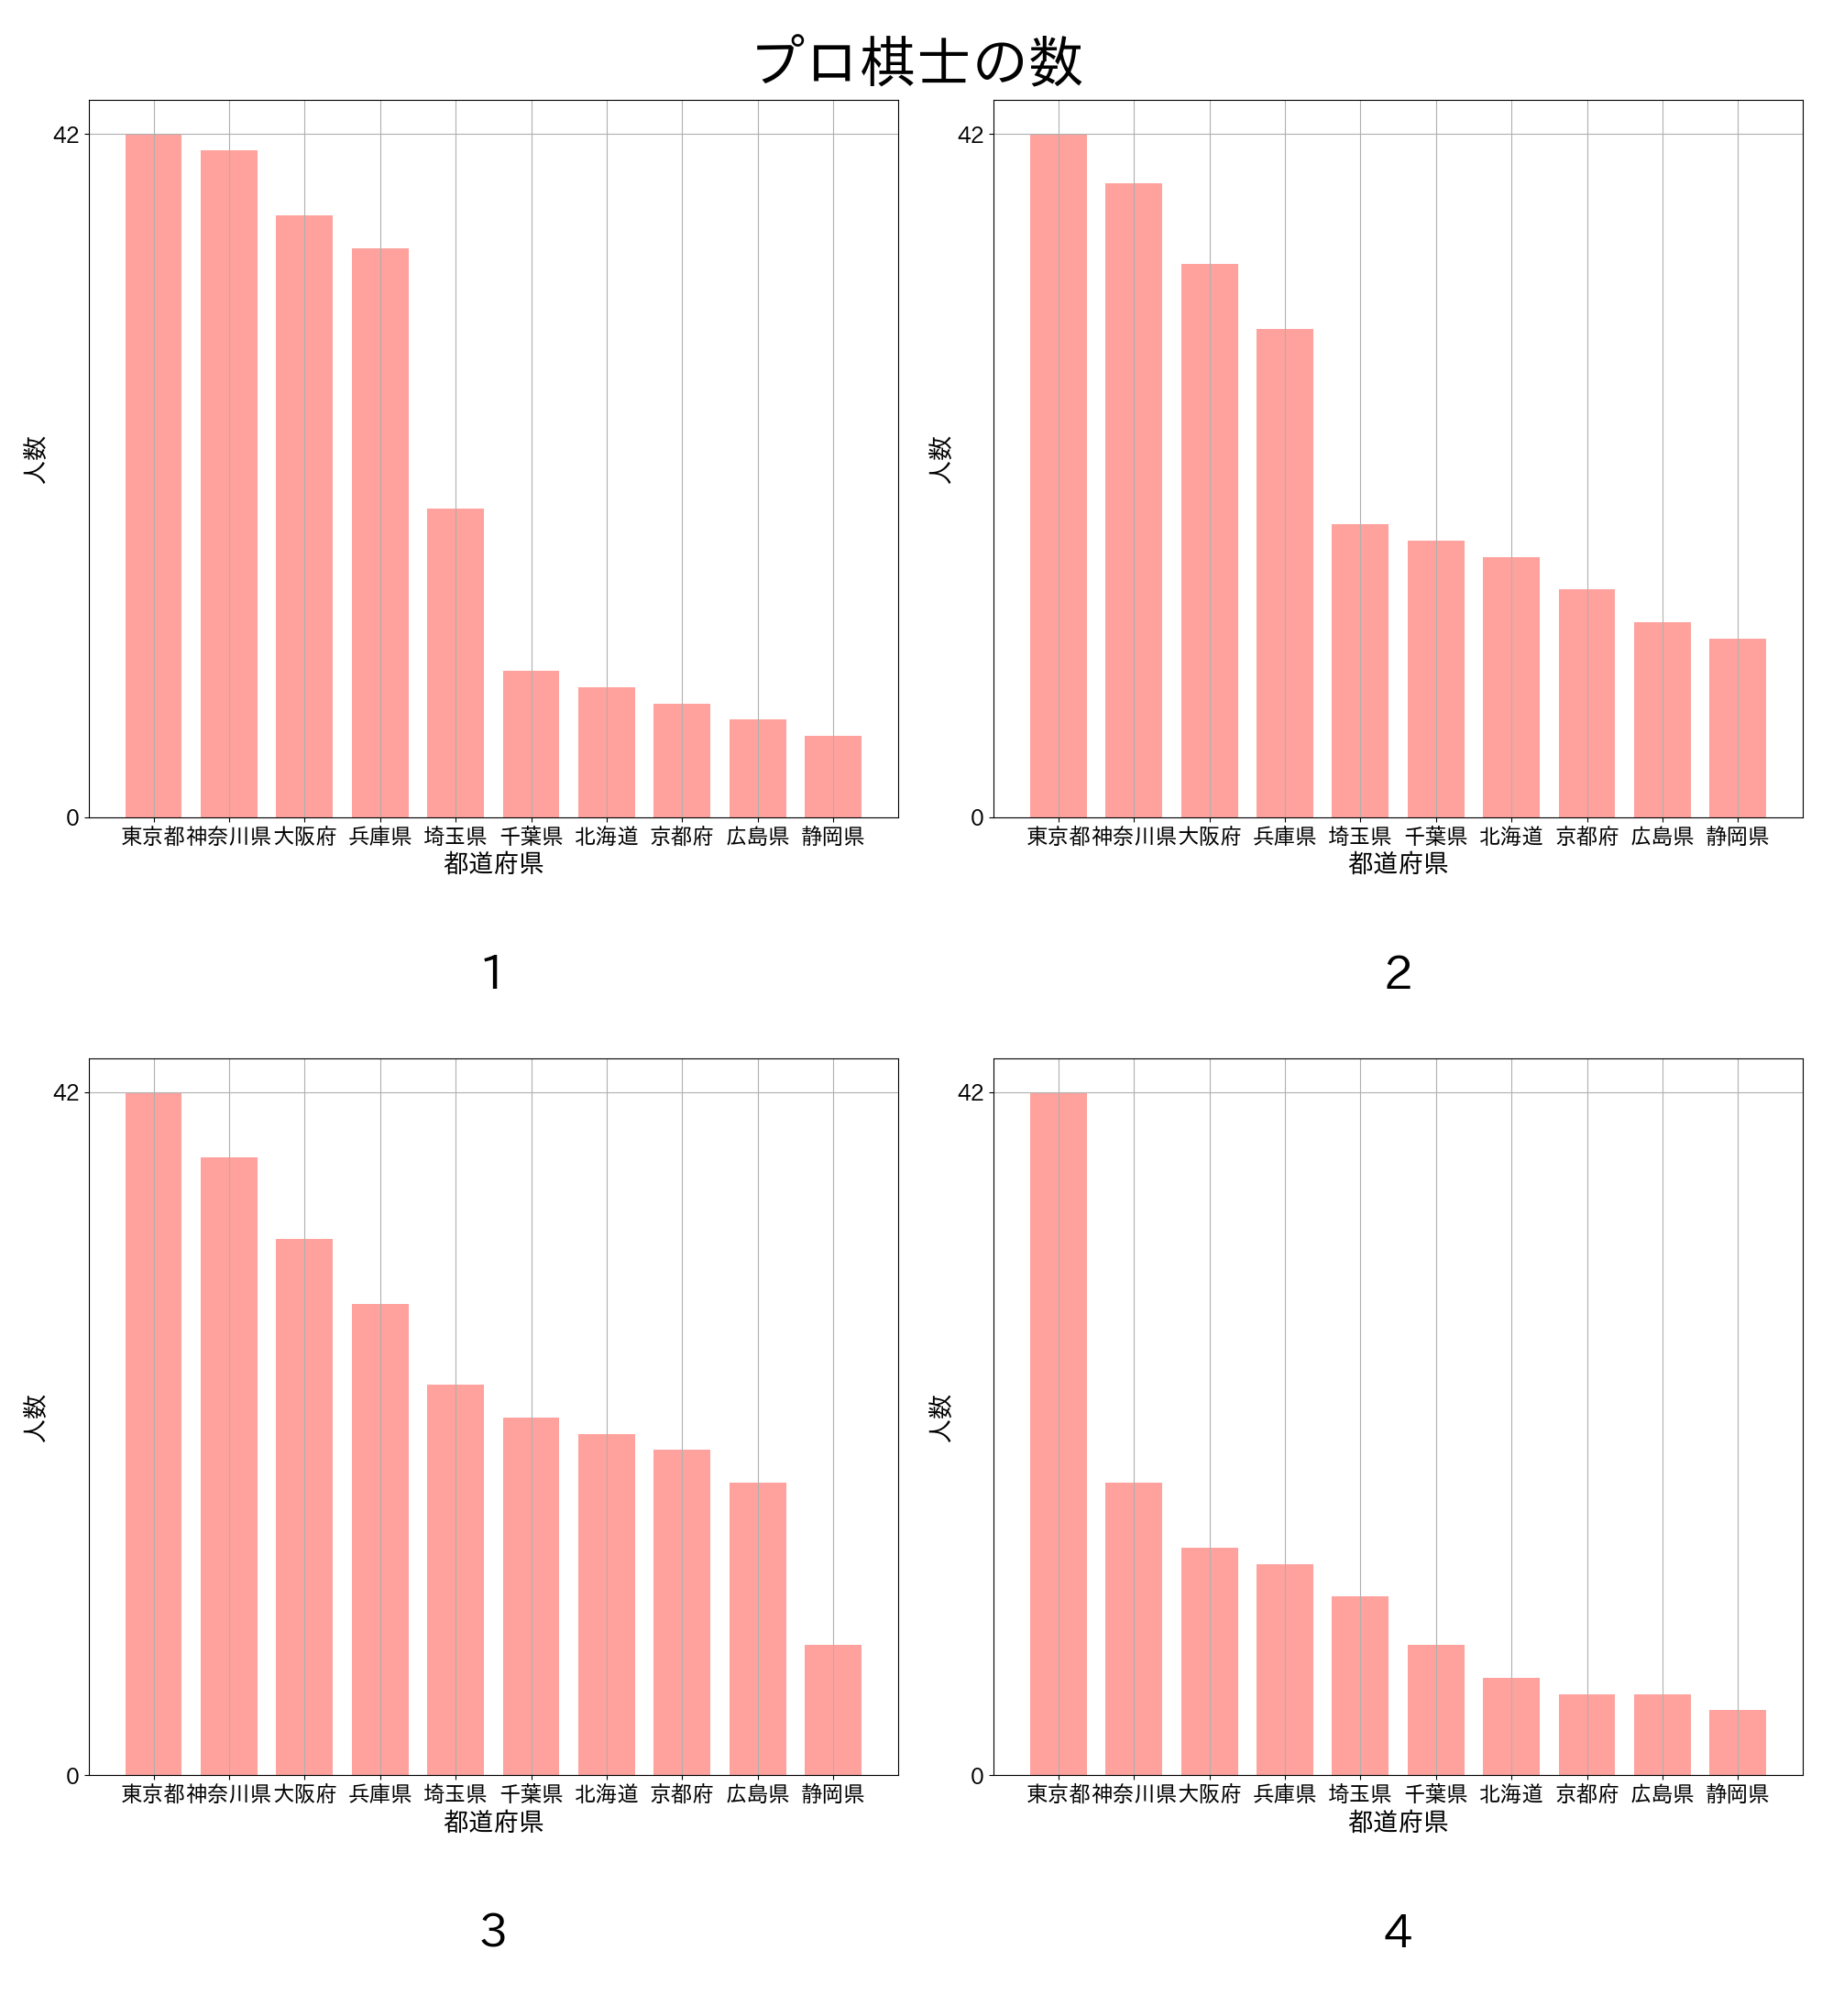 プロ棋士の数
42
0
人数
東京都 神奈川県 大阪府 兵庫県 埼玉県 千葉県 北海道 京都府 広島県 静岡県
都道府県
1
42
0
人数
東京都 神奈川県 大阪府 兵庫県 埼玉県 千葉県 北海道 京都府 広島県 静岡県
都道府県
2
42
0
人数
東京都 神奈川県 大阪府 兵庫県 埼玉県 千葉県 北海道 京都府 広島県 静岡県
都道府県
3
42
0
人数
東京都 神奈川県 大阪府 兵庫県 埼玉県 千葉県 北海道 京都府 広島県 静岡県
都道府県
4